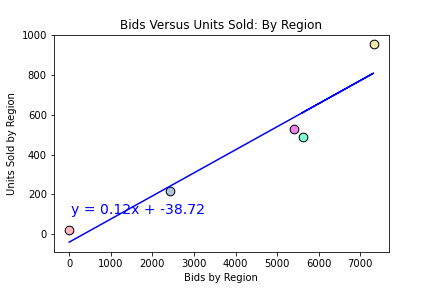 Bids Versus Units Sold: By Region
1000
800
600
400
200
0
Units Sold by Region
y = 0.12x + -38.72
0 1000 2000 3000 4000 5000 6000 7000
Bids by Region